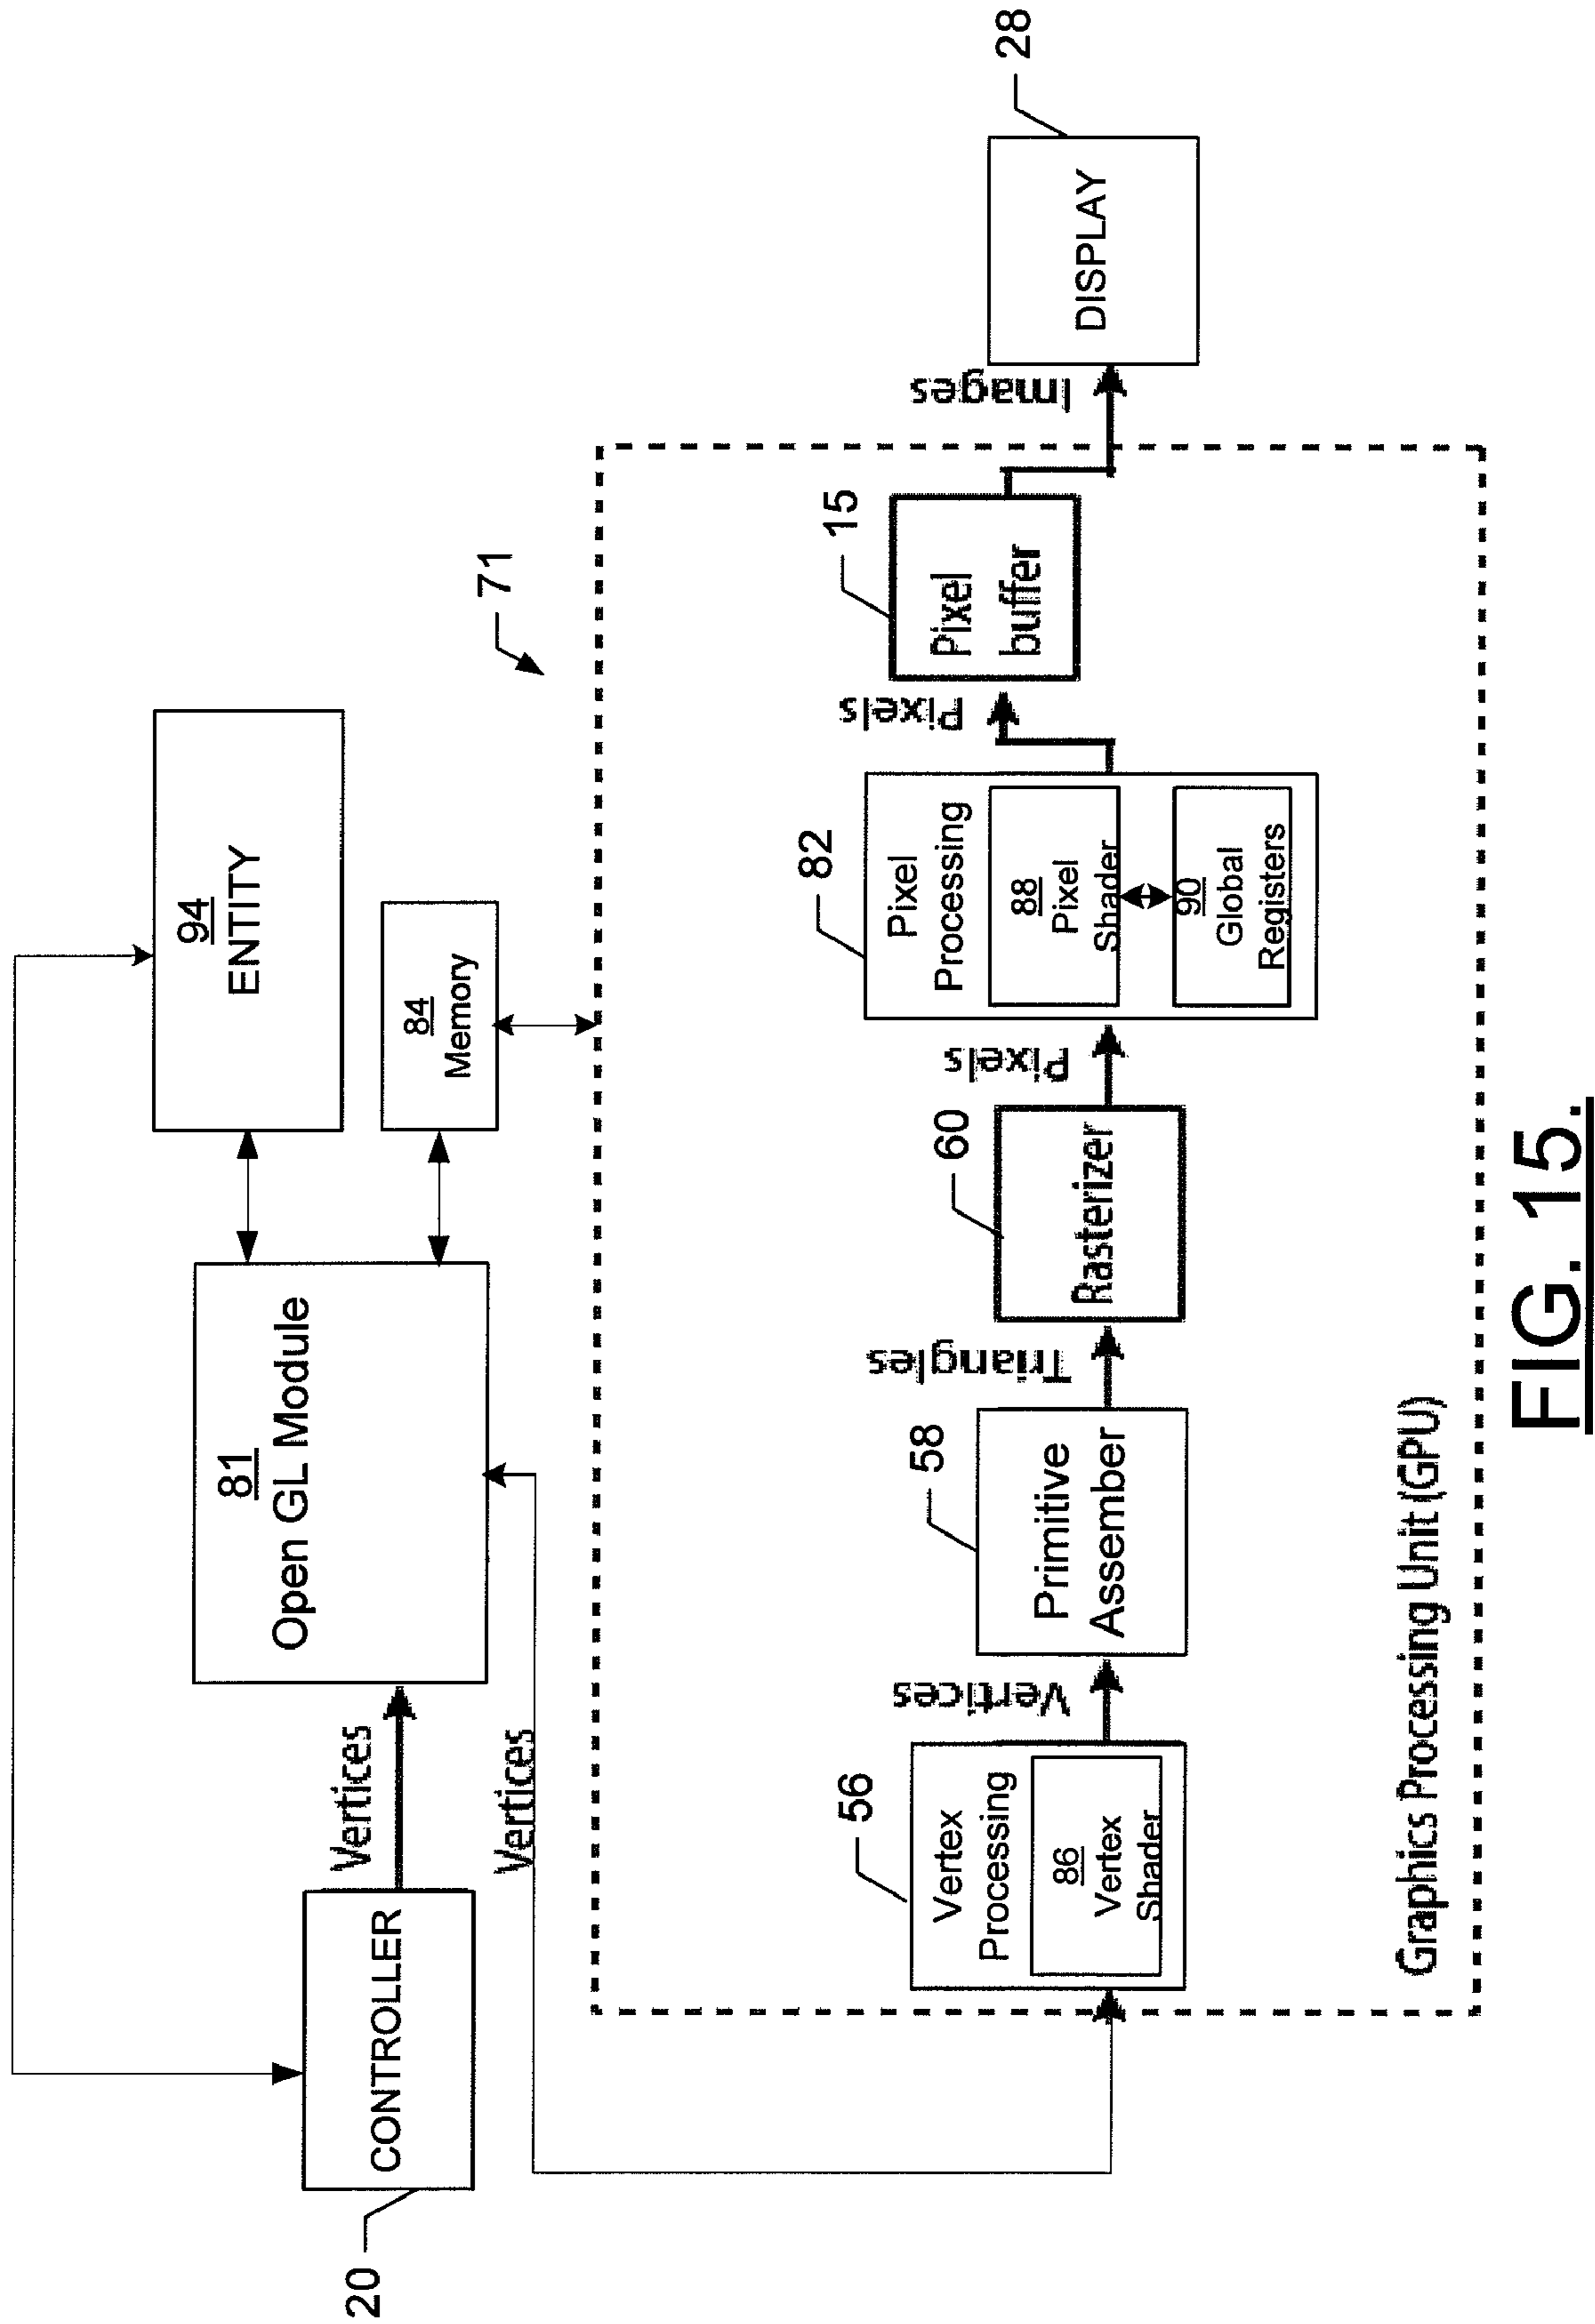 94
ENTITY
71
84
Memory
81
Open GL Module
Vertices
CONTROLLER
20
Vertices
28
DISPLAY
Images
15
Pixel
buffer
Pixels
82
Pixel
Processing
88
Pixel
Shader
90
Global
Registers
Pixels
60
Rasterizer
Triangles
58
Primitive
Assember
Vertices
56
Vertex
Processing
86
Vertex
Shader
Graphics Processing Unit (GPU)
FIG. 15.